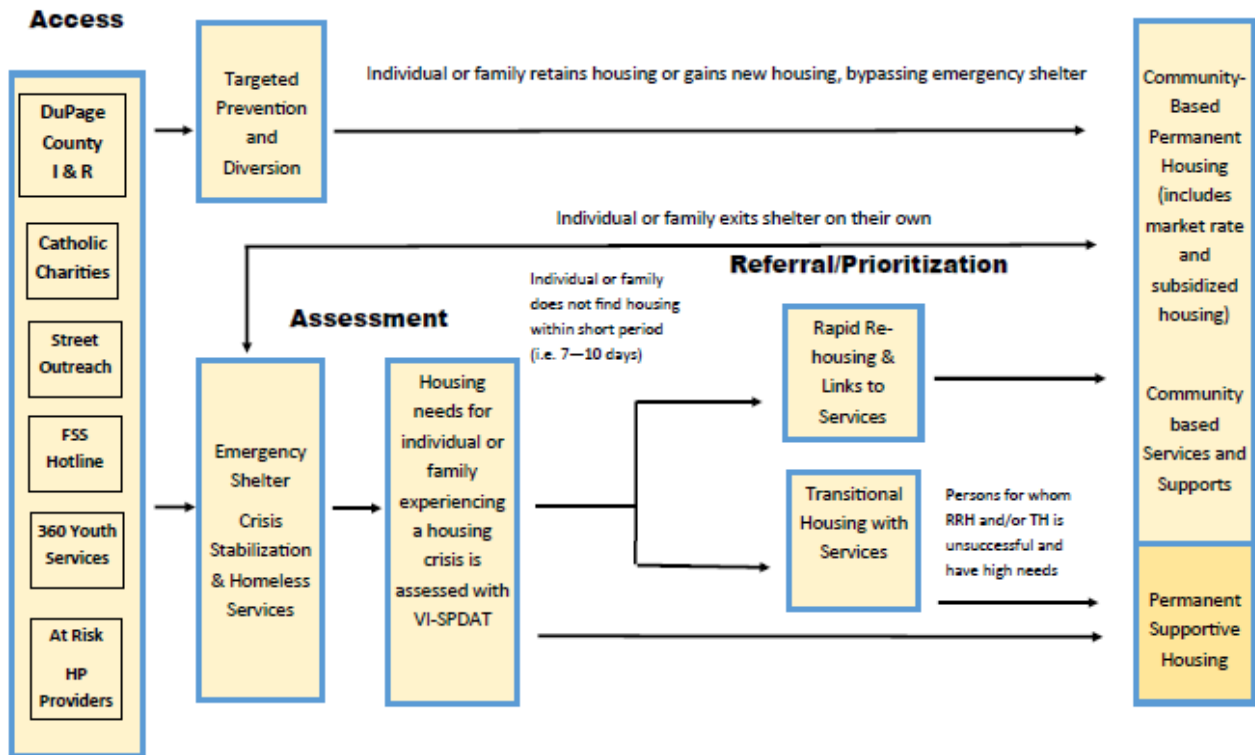 Access
DuPage
County
I & R
Catholic
Charities
Street
Outreach
FSS
Hotline
360 Youth
Services
At Risk
HP
Providers
Targeted
Prevention
and
Diversion
Individual or family retains housing or gains new housing, bypassing emergency shelter
Individual or family exits shelter on their own
Assessment
Emergency
Shelter
Crisis
Stabilization
& Homeless
Services
Housing
needs for
individual or
family
experiencing
a housing
crisis is
assessed with
VI-SPDAT
Individual or family
does not find housing
within short period
(i.e. 7—10 days)
Referral/Prioritization
Rapid Re-
housing &
Links to
Services
Transitional
Housing with
Services
Persons for whom
RRH and/or TH is
unsuccessful and
have high needs
Community-
Based
Permanent
Housing
(includes
market rate
and
subsidized
housing)
Community
based
Services and
Supports
Permanent
Supportive
Housing